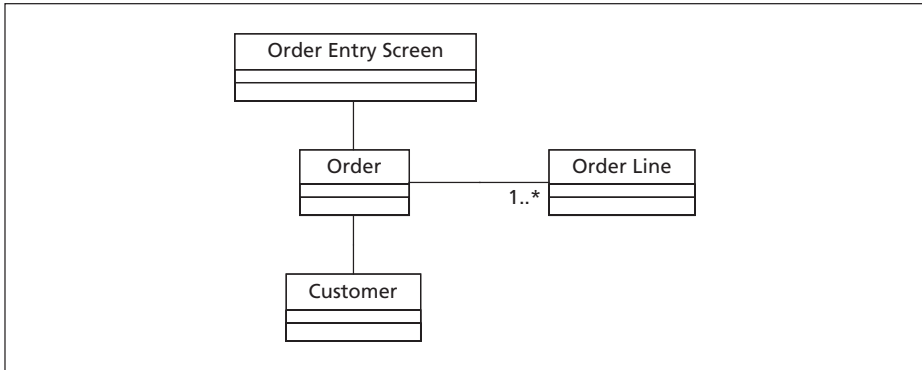 Order Entry Screen
Order
Order Line
1..*
Customer